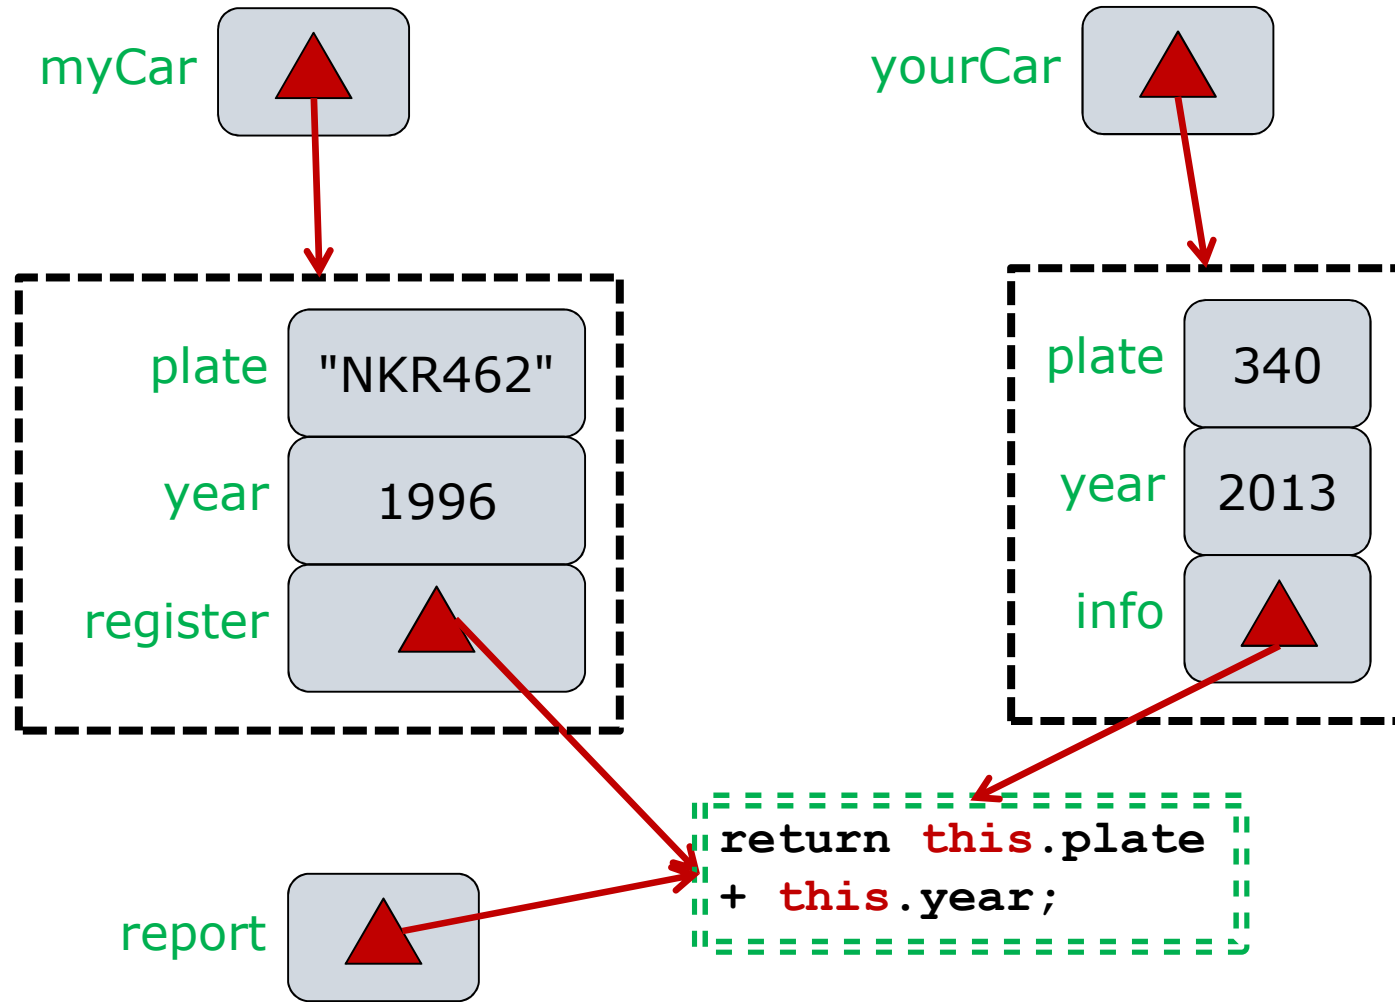 myCar
yourCar
plate "NKR462"
year 1996
register
plate 340
year 2013
info
return this.plate
+ this.year;
report